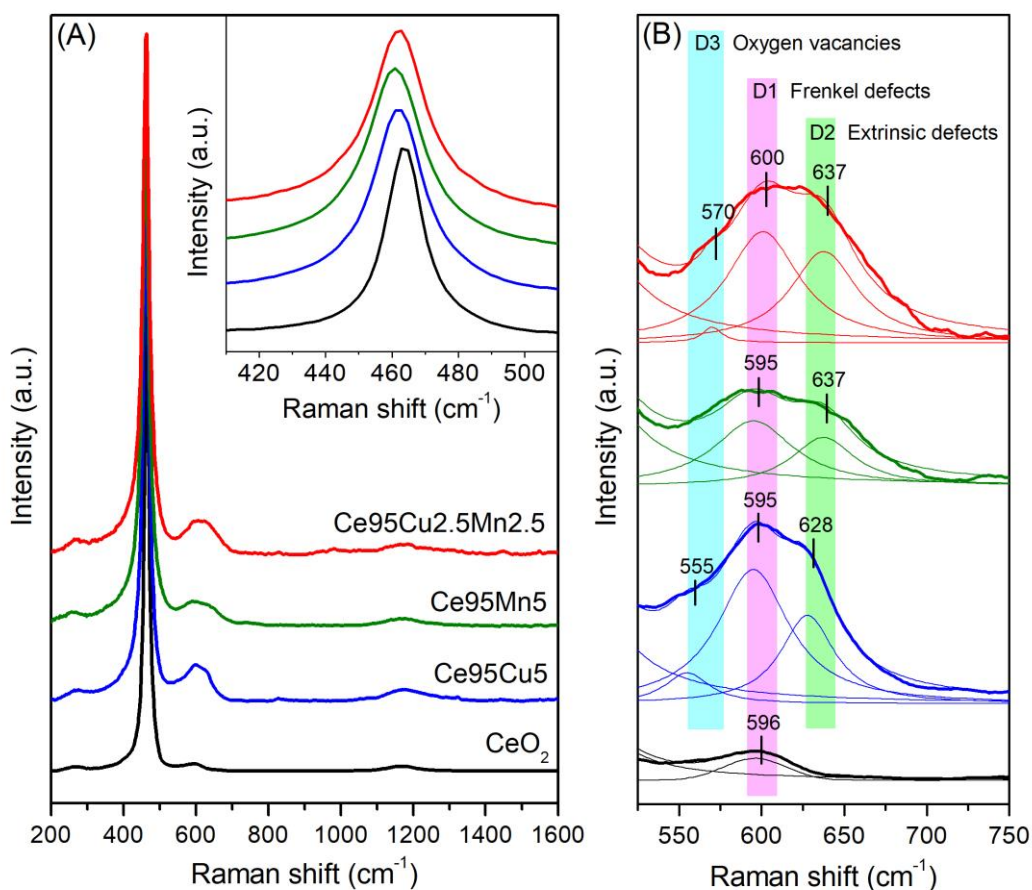 (A)
Intensity (a.u.)
Intensity (a.u.)
420 440 460 480 500
Raman shift (cm⁻¹)
Ce95Cu2.5Mn2.5
Ce95Mn5
Ce95Cu5
CeO₂
200 400 600 800 1000 1200 1400 1600
Raman shift (cm⁻¹)
(B)
D3 Oxygen vacancies
D1 Frenkel defects
D2 Extrinsic defects
600
637
570
595
637
595
628
555
596
Intensity (a.u.)
550 600 650 700 750
Raman shift (cm⁻¹)